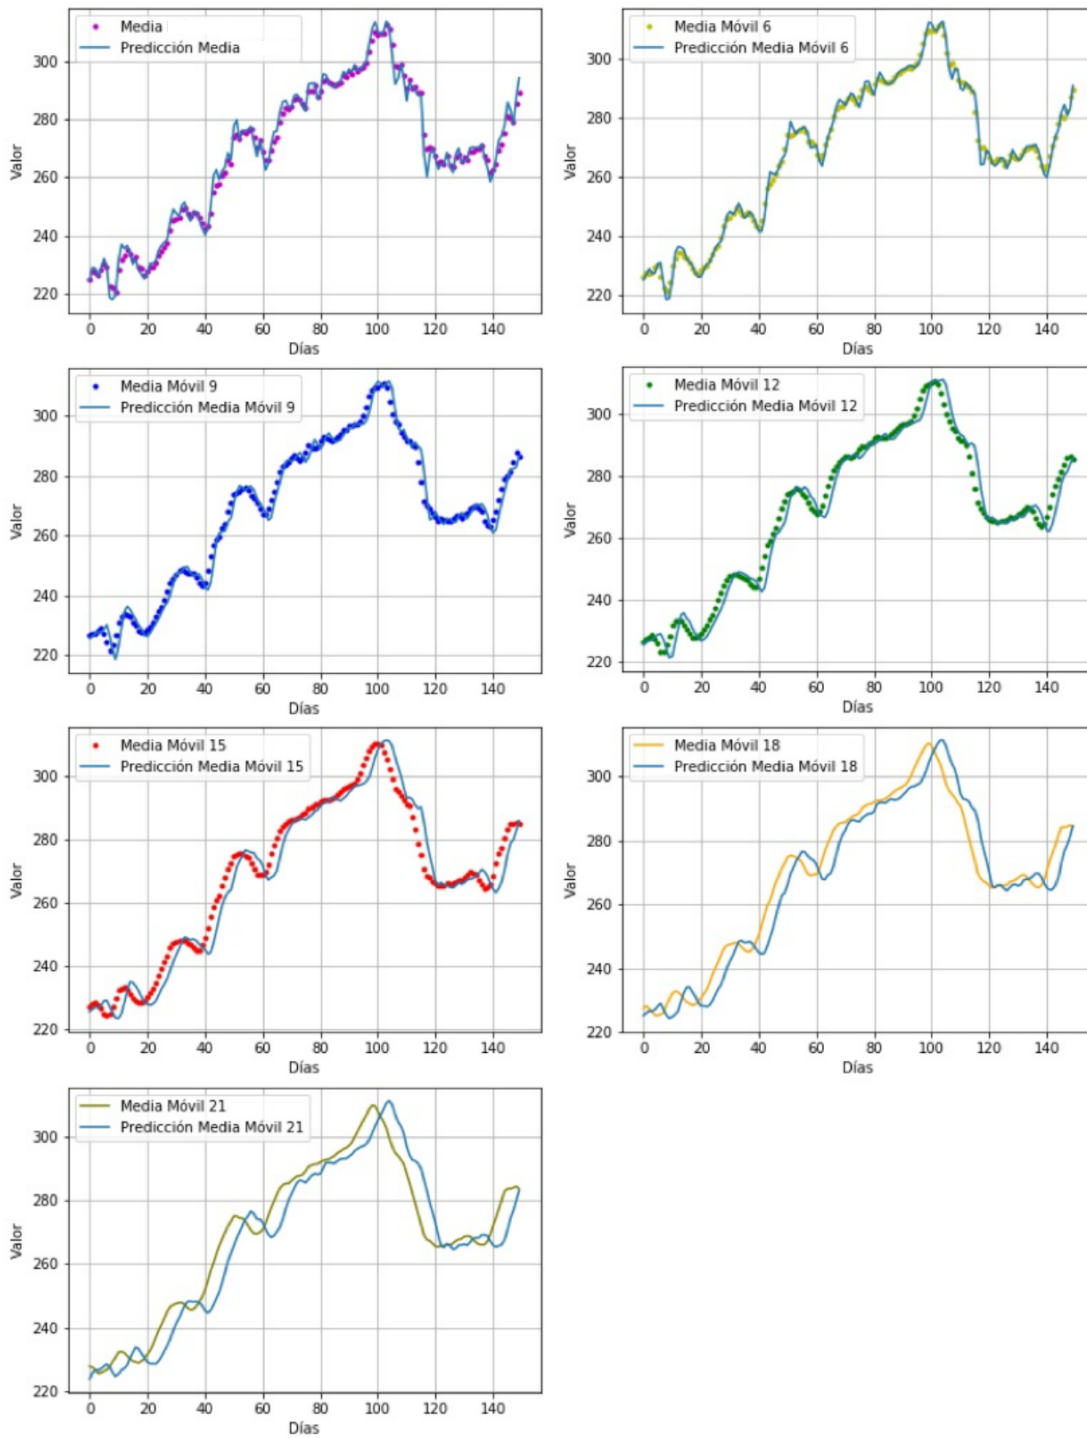 Media
Predicción Media
Valor
300
280
260
240
220
0 20 40 60 80 100 120 140
Días
Media Móvil 6
Predicción Media Móvil 6
Valor
300
280
260
240
220
0 20 40 60 80 100 120 140
Días
Media Móvil 9
Predicción Media Móvil 9
Valor
300
280
260
240
220
0 20 40 60 80 100 120 140
Días
Media Móvil 12
Predicción Media Móvil 12
Valor
300
280
260
240
220
0 20 40 60 80 100 120 140
Días
Media Móvil 15
Predicción Media Móvil 15
Valor
300
280
260
240
220
0 20 40 60 80 100 120 140
Días
Media Móvil 18
Predicción Media Móvil 18
Valor
300
280
260
240
220
0 20 40 60 80 100 120 140
Días
Media Móvil 21
Predicción Media Móvil 21
Valor
300
280
260
240
220
0 20 40 60 80 100 120 140
Días